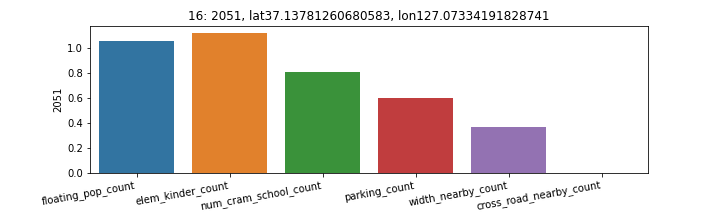 16: 2051, lat37.13781260680583, lon127.07334191828741
1.0
0.8
0.6
0.4
0.2
0.0
2051
floating_pop_count
elem_kinder_count
num_cram_school_count
parking_count
width_nearby_count
cross_road_nearby_count